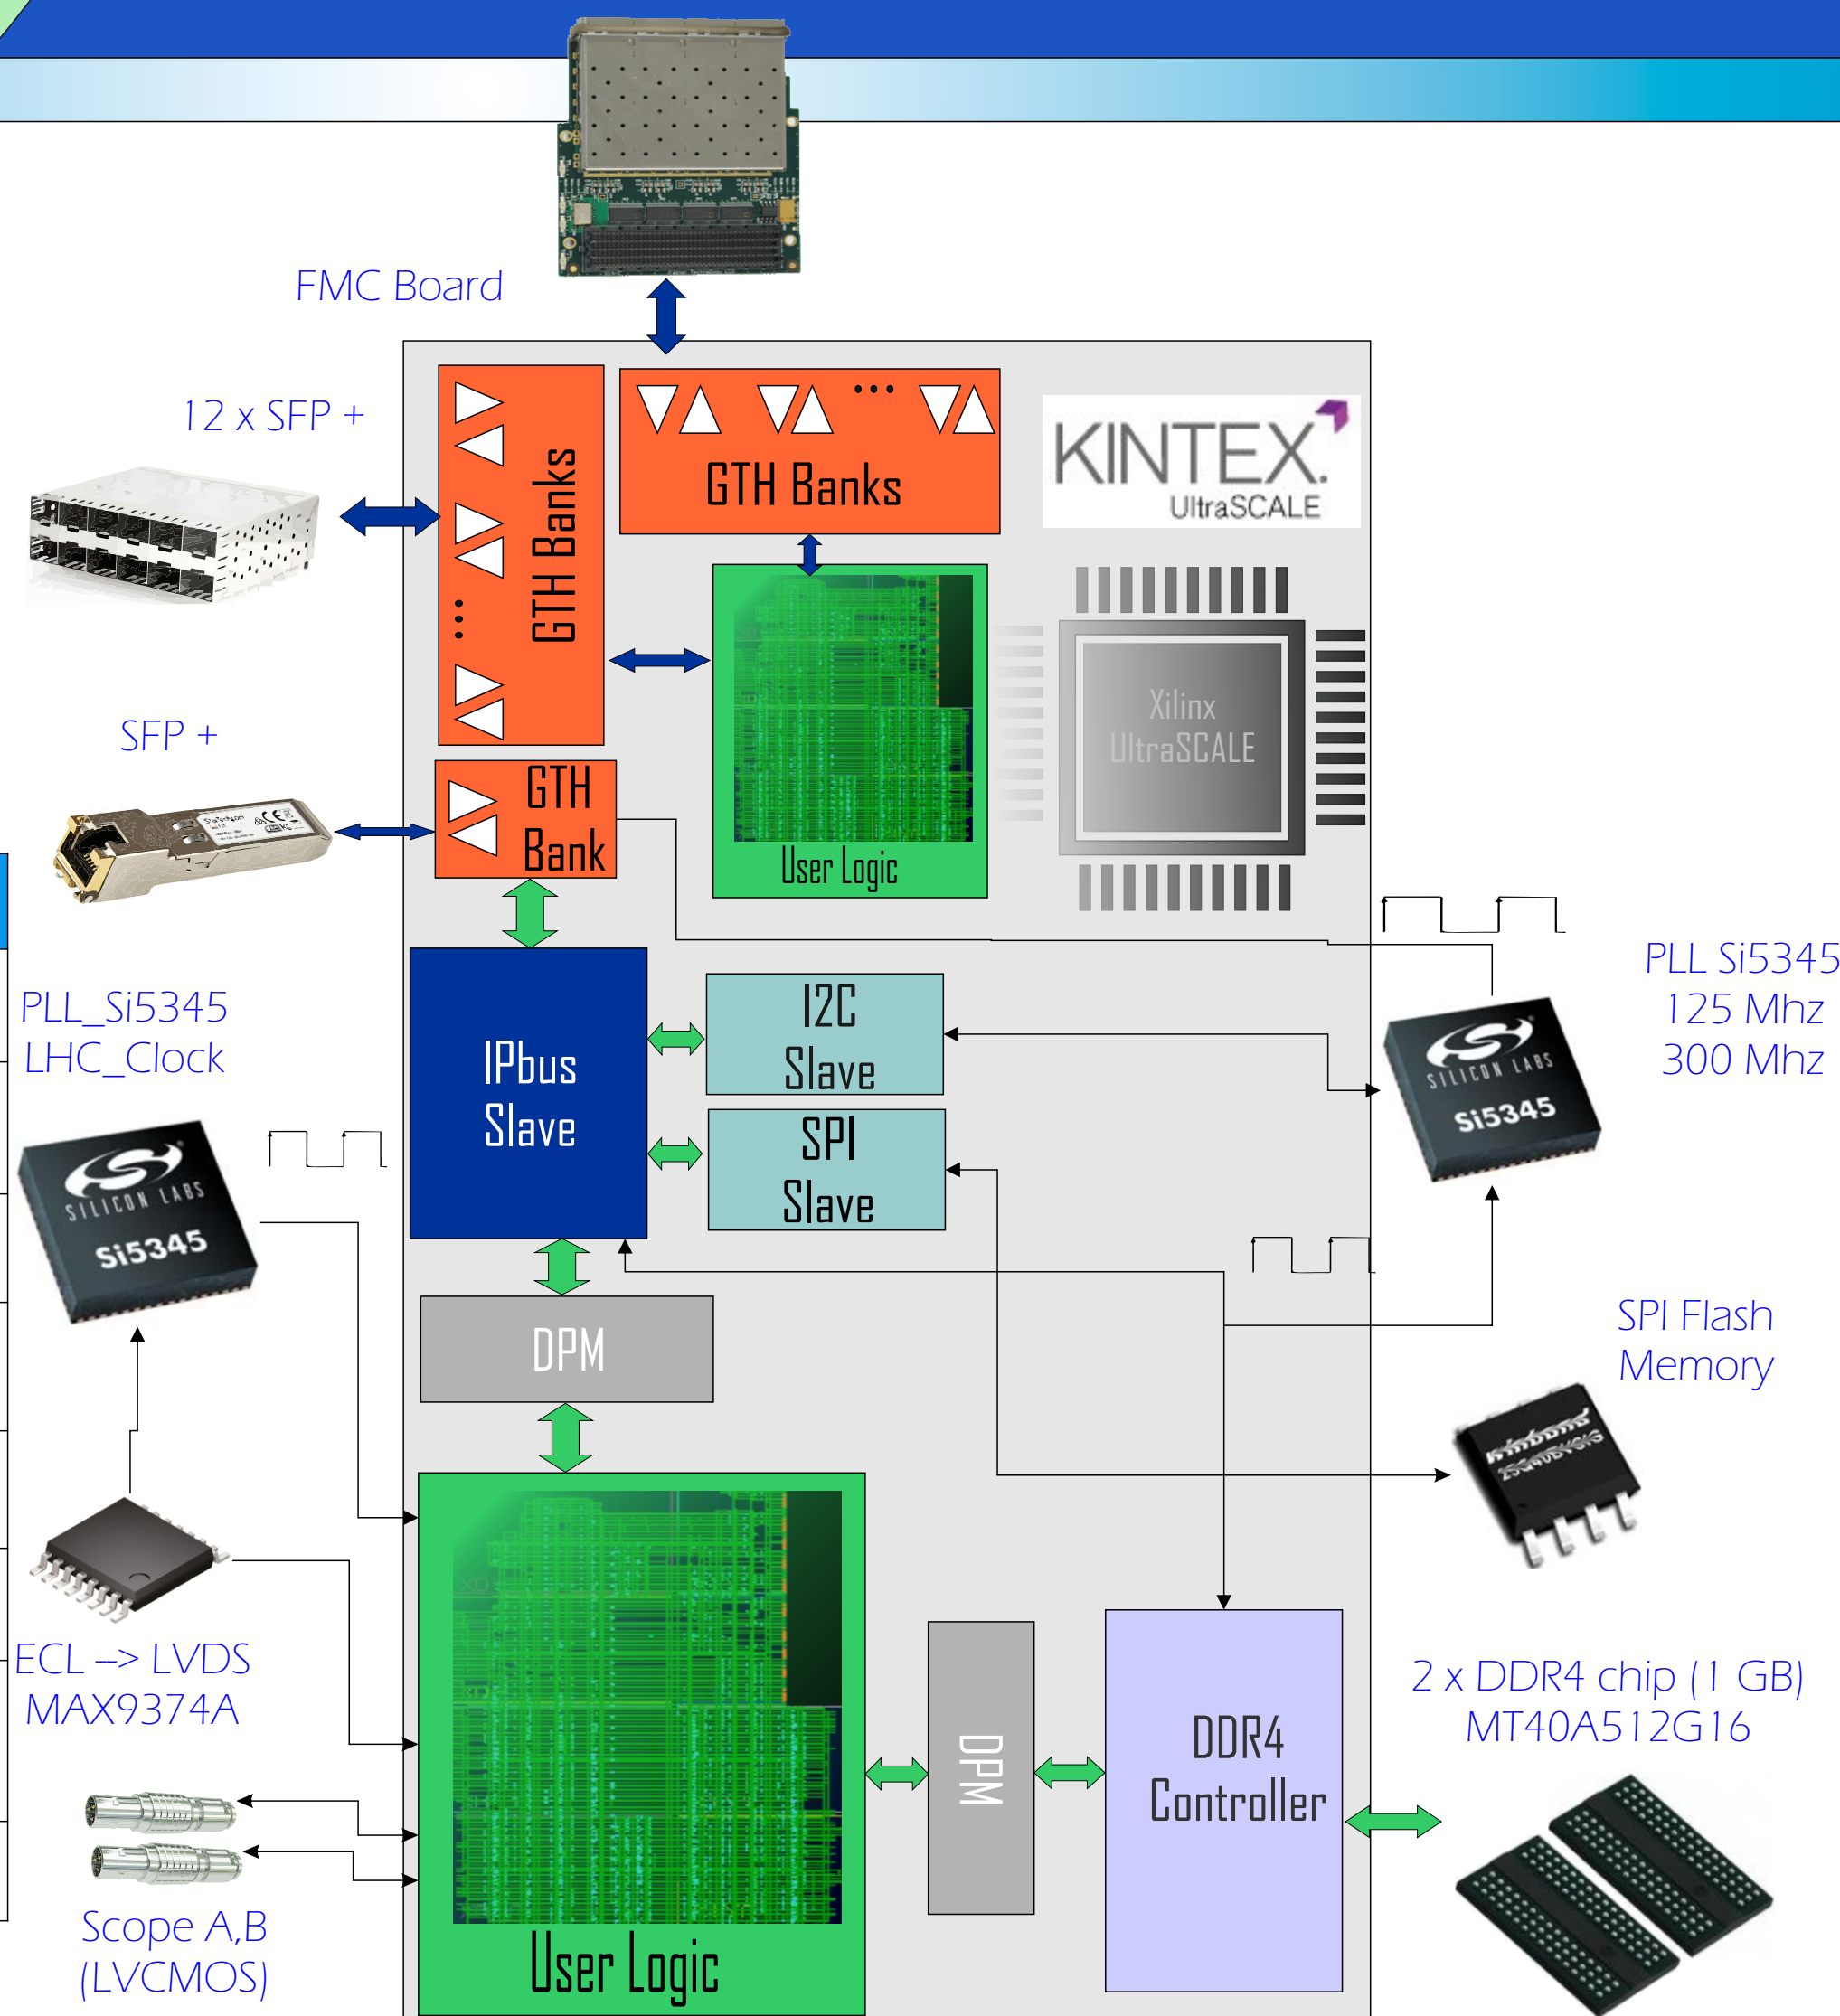 FMC Board
12 x SFP +
GTH Banks
GTH Banks
KINTEX.
UltraSCALE
Xilinx
UltraSCALE
User Logic
SFP +
GTH
Bank
PLL_Si5345
LHC_Clock
SILICON LABS
Si5345
IPbus
Slave
I2C
Slave
SPI
Slave
PLL Si5345
125 Mhz
300 Mhz
SILICON LABS
Si5345
DPM
SPI Flash
Memory
winbond
ECL --> LVDS
MAX9374A
Scope A,B
(LVCMOS)
User Logic
DPM
DDR4
Controller
2 x DDR4 chip (1 GB)
MT40A512G16